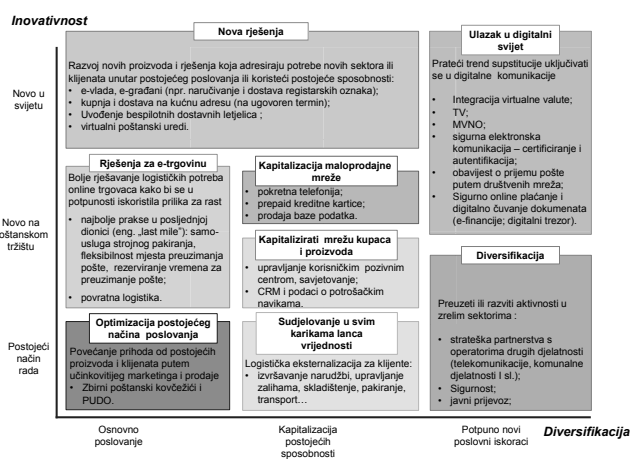 Inovativnost
Nova rješenja
Razvoj novih proizvoda i rješenja koja adresiraju potrebe novih sektora ili
klijenata unutar postojećeg poslovanja ili koristeći postojeće sposobnosti:
• e-vlada, e-građani (npr. naručivanje i dostava registarskih oznaka);
• kupnja i dostava na kućnu adresu (na ugovoren termin);
• Uvođenje bespilotnih dostavnih letjelica ;
• virtualni poštanski uredi.
Ulazak u digitalni
svijet
Prateći trend supstitucije uključivati
se u digitalne komunikacije
• Integracija virtualne valute;
• TV;
• MVNO;
• sigurna elektronska
komunikacija – certificiranje i
autentifikacija;
• obavijest o prijemu pošte
putem društvenih mreža;
• Sigurno online plaćanje i
digitalno čuvanje dokumenata
(e-financije; digitalni trezor).
Novo u
svijetu
Rješenja za e-trgovinu
Bolje rješavanje logističkih potreba
online trgovaca kako bi se u
potpunosti iskoristila prilika za rast
• najbolje prakse u posljednjoj
dionici (eng. „last mile"): samo-
usluga strojnog pakiranja,
fleksibilnost mjesta preuzimanja
pošte, rezerviranje vremena za
preuzimanje pošte;
• povratna logistika.
Kapitalizacija maloprodajne
mreže
• pokretna telefonija;
• prepaid kreditne kartice;
• prodaja baze podatka.
Novo na
oštanskom
tržištu
Kapitalizirati mrežu kupaca
i proizvoda
• upravljanje korisničkim pozivnim
centrom, savjetovanje;
• CRM i podaci o potrošačkim
navikama.
Diversifikacija
Preuzeti ili razviti aktivnosti u
zrelim sektorima :
• strateška partnerstva s
operatorima drugih djelatnosti
(telekomunikacije, komunalne
djelatnosti I sl.);
• Sigurnost;
• javni prijevoz;
Postojeći
način
rada
Optimizacija postojećeg
načina poslovanja
Povećanje prihoda od postojećih
proizvoda i klijenata putem
učinkovitijeg marketinga i prodaje
• Zbirni poštanski kovčežići i
PUDO.
Sudjelovanje u svim
karikama lanca
vrijednosti
Logistička eksternalizacija za klijente:
• izvršavanje narudžbi, upravljanje
zalihama, skladištenje, pakiranje,
transport…
Osnovno
poslovanje
Kapitalizacija
postojećih
sposobnosti
Potpuno novi
poslovni iskoraci
Diversifikacija